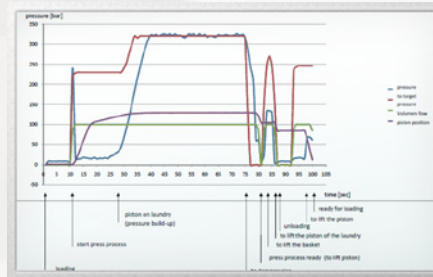 pressure [bar]
350
300
250
200
150
100
50
0
-50
0 5 10 15 20 25 30 35 40 45 50 55 60 65 70 75 80 85 90 95 100 105
time [sec]
pressure
to target
pressure
Volumen flow
piston position
piston on laundry
(pressure build-up)
start press process
loading
ready for loading
to lift the piston
unloading
to lift the piston of the laundry
to lift the basket
press process ready (to lift piston)